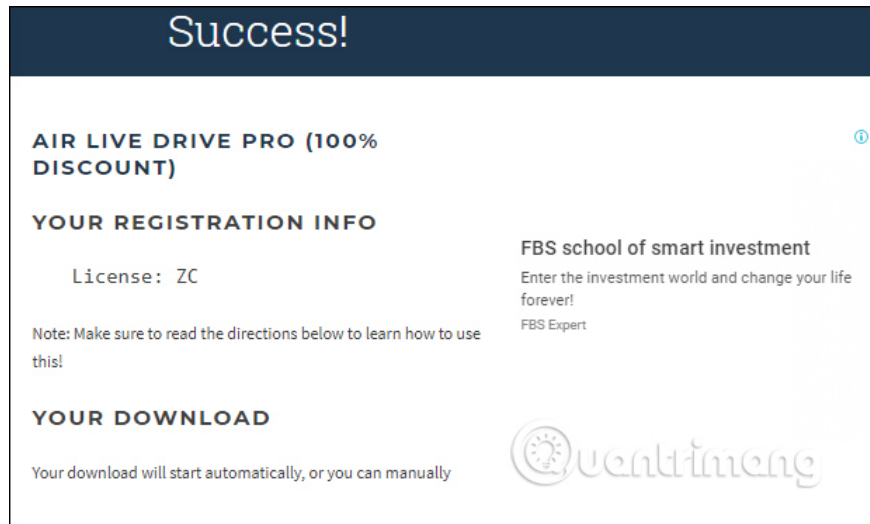 Success!
AIR LIVE DRIVE PRO (100%
DISCOUNT)
YOUR REGISTRATION INFO
License: ZC
Note: Make sure to read the directions below to learn how to use
this!
YOUR DOWNLOAD
Your download will start automatically, or you can manually
FBS school of smart investment
Enter the investment world and change your life
forever!
FBS Expert
Quantrimang